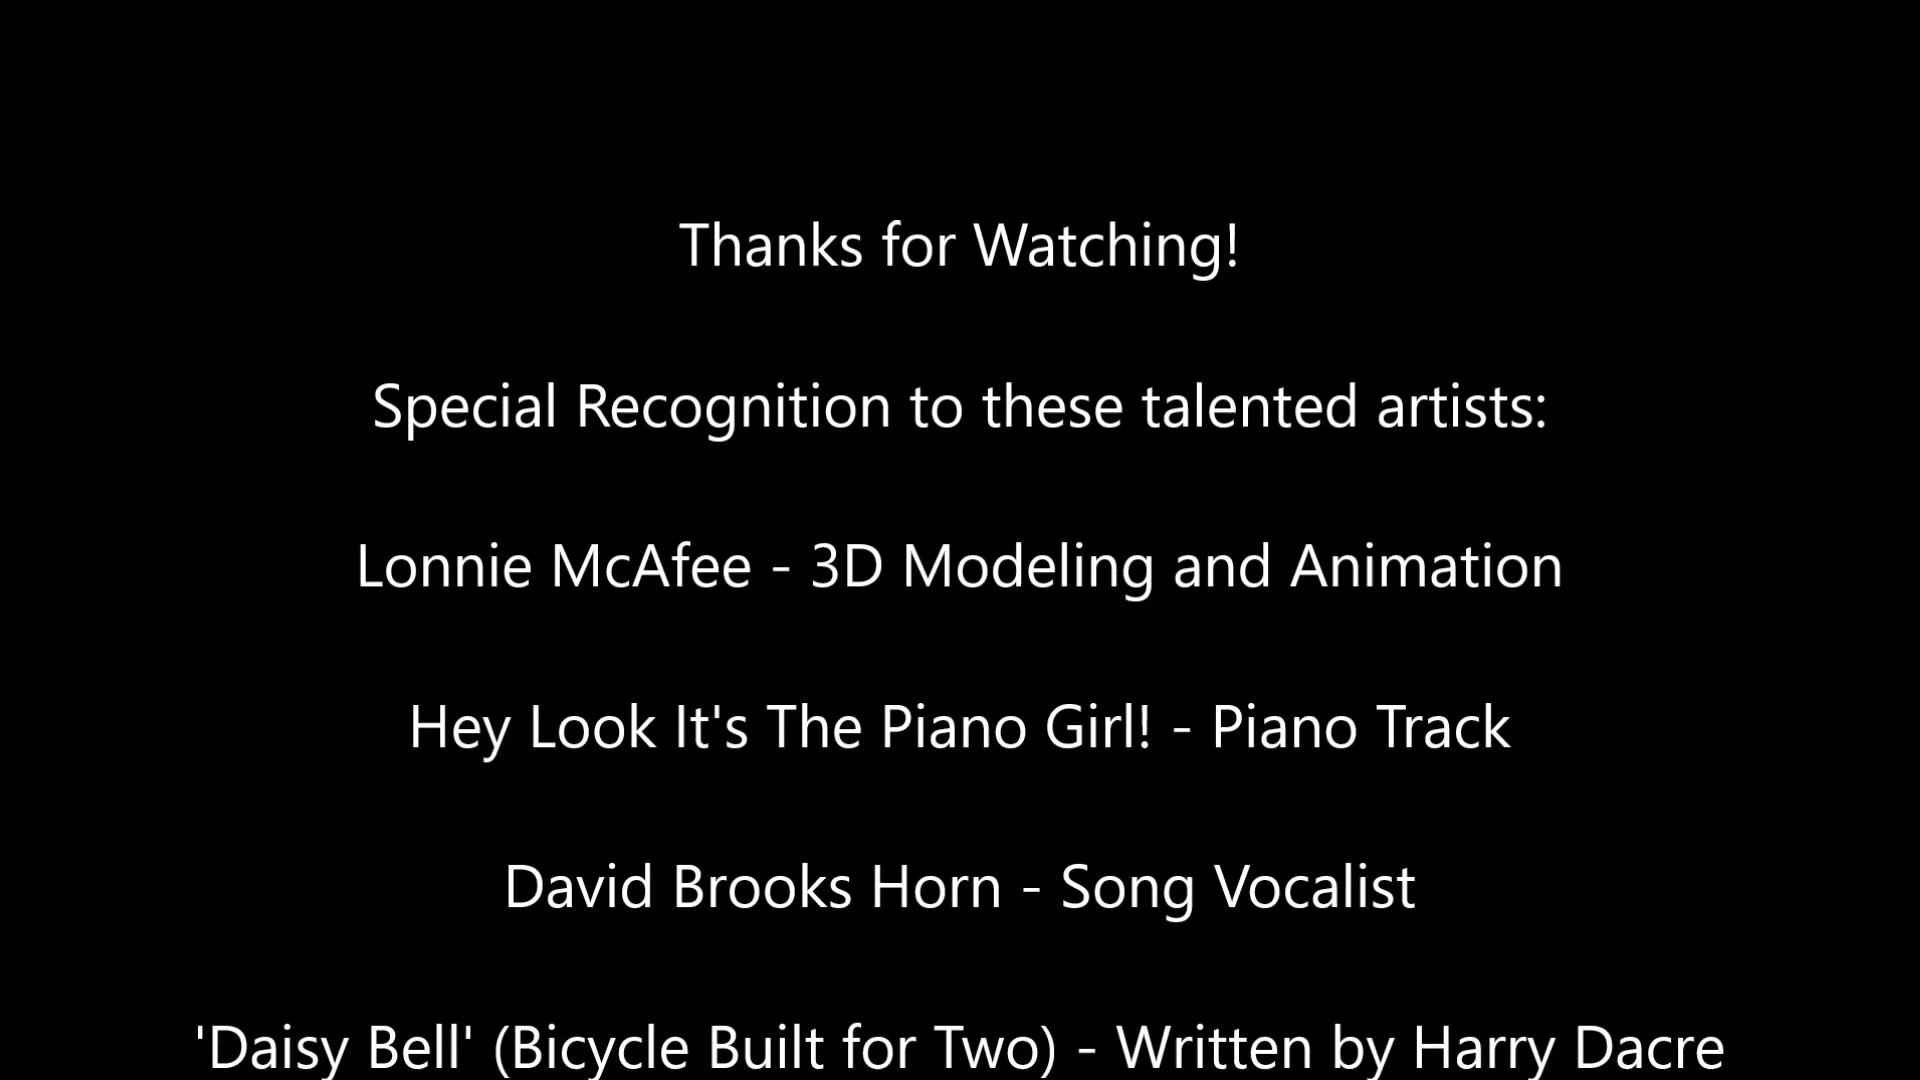 Thanks for Watching!
Special Recognition to these talented artists:
Lonnie McAfee - 3D Modeling and Animation
Hey Look It's The Piano Girl! - Piano Track
David Brooks Horn - Song Vocalist
'Daisy Bell' (Bicycle Built for Two) - Written by Harry Dacre